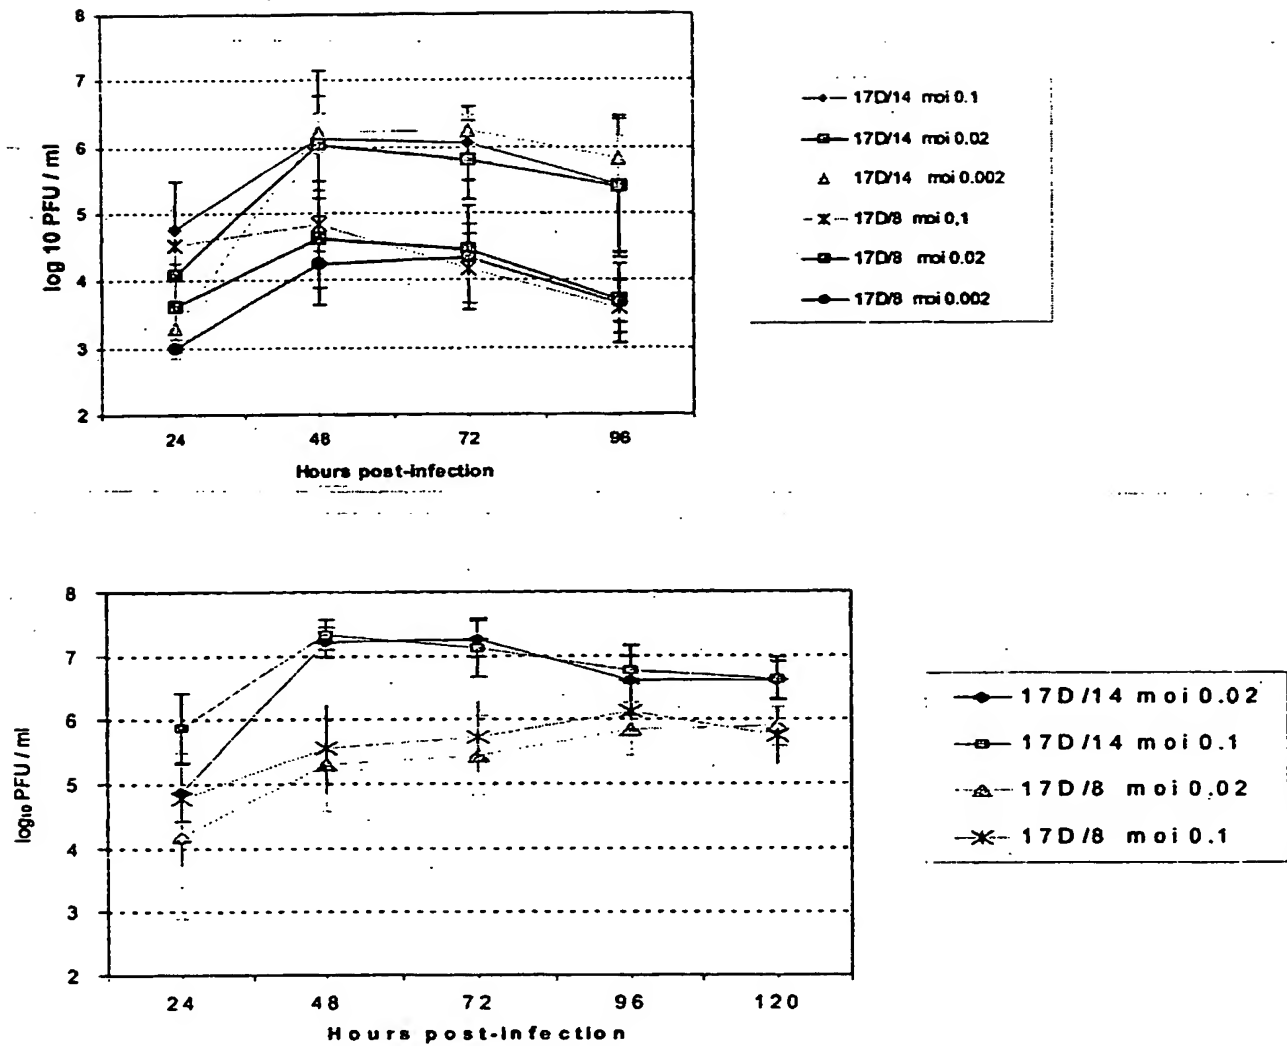 8
7
6
5
4
3
2
log 10 PFU / ml
24 48 72 96
Hours post-infection
17D/14 moi 0.1
17D/14 moi 0.02
17D/14 moi 0.002
17D/8 moi 0,1
17D/8 moi 0.02
17D/8 moi 0.002
8
7
6
5
4
3
2
log₁₀ PFU / ml
24 48 72 96 120
Hours post-infection
17D/14 moi 0.02
17D/14 moi 0.1
17D/8 moi 0.02
17D/8 moi 0.1